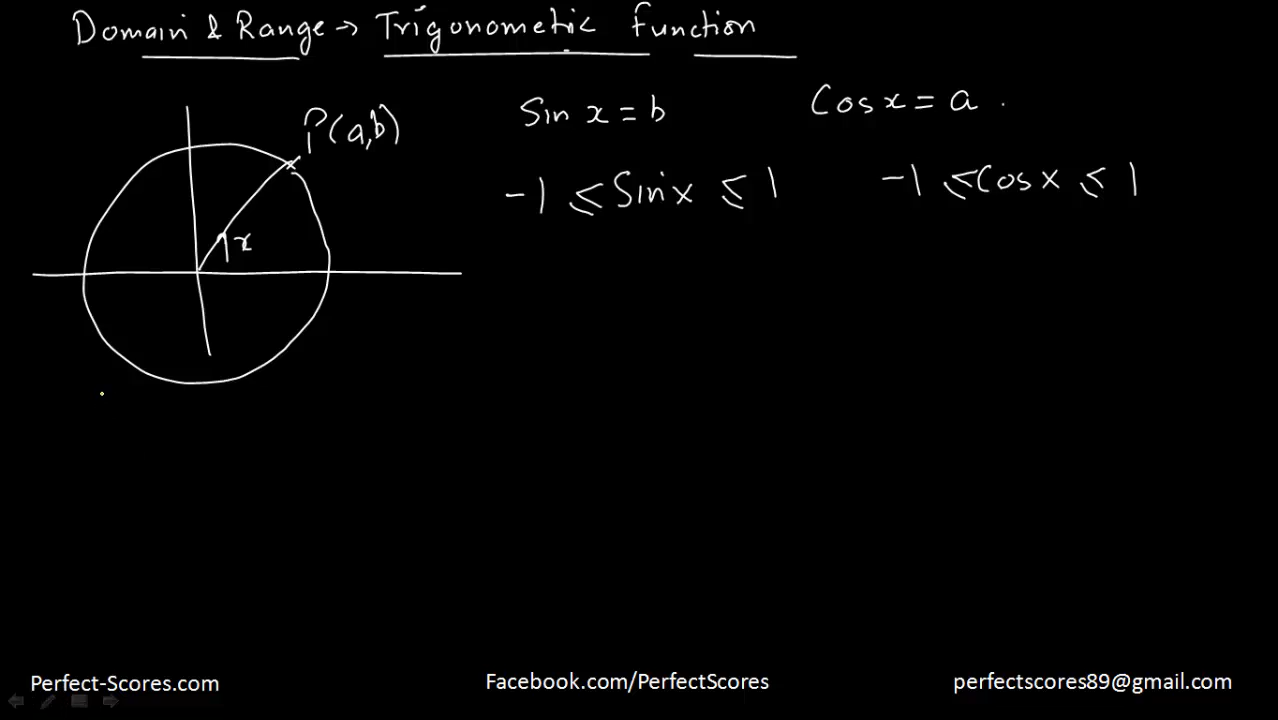 Domain & Range → Trigonometric Function
P(a,b)
x
Sin x = b
Cos x = a
-1 ≤ Sin x ≤ 1
-1 ≤ Cos x ≤ 1
Perfect-Scores.com
Facebook.com/PerfectScores
perfectscores89@gmail.com